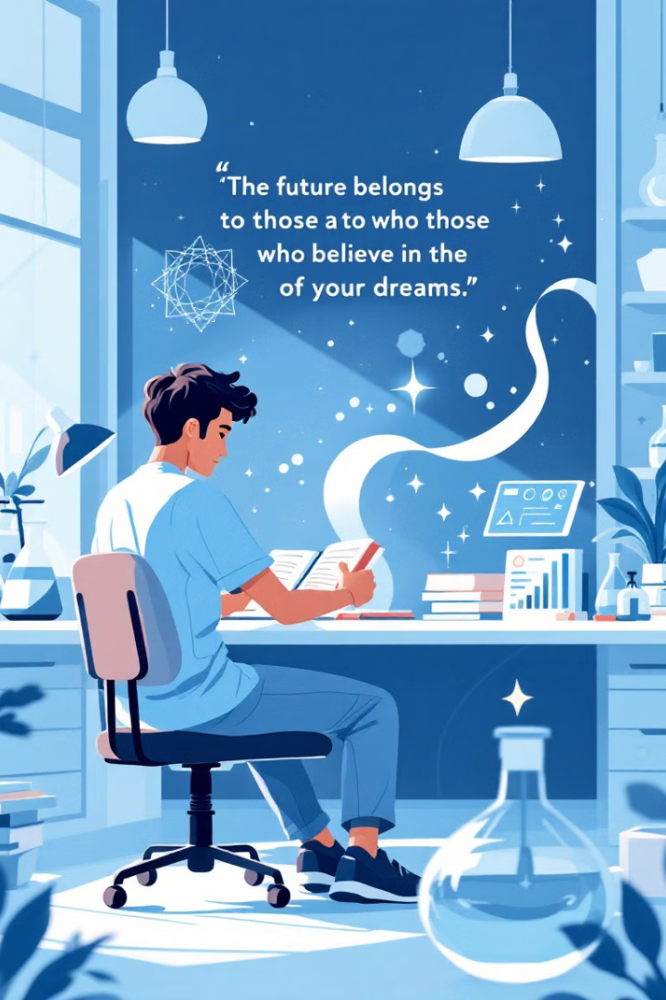 “‘The future belongs
to those a to who those
who believe in the
of your dreams.”